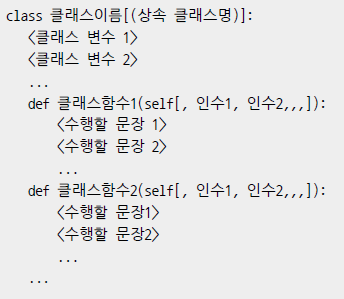 class 클래스이름[(상속 클래스명)]:
<클래스 변수 1>
<클래스 변수 2>
...
def 클래스함수1(self[, 인수1, 인수2,,,]):
<수행할 문장 1>
<수행할 문장 2>
...
def 클래스함수2(self[, 인수1, 인수2,,,]):
<수행할 문장1>
<수행할 문장2>
...
...